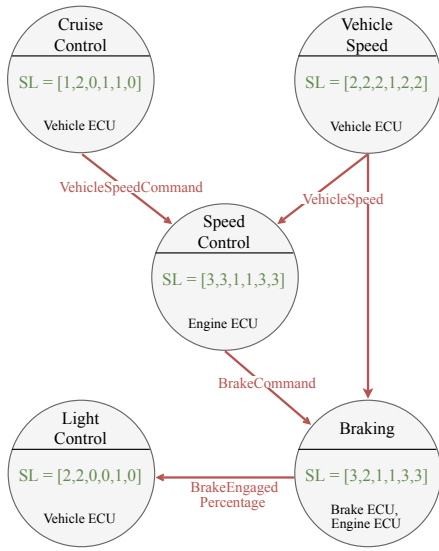 Cruise
Control
SL = [1,2,0,1,1,0]
Vehicle ECU
Vehicle
Speed
SL = [2,2,2,1,2,2]
Vehicle ECU
VehicleSpeedCommand
VehicleSpeed
Speed
Control
SL = [3,3,1,1,3,3]
Engine ECU
BrakeCommand
Light
Control
SL = [2,2,0,0,1,0]
Vehicle ECU
BrakeEngaged
Percentage
Braking
SL = [3,2,1,1,3,3]
Brake ECU,
Engine ECU